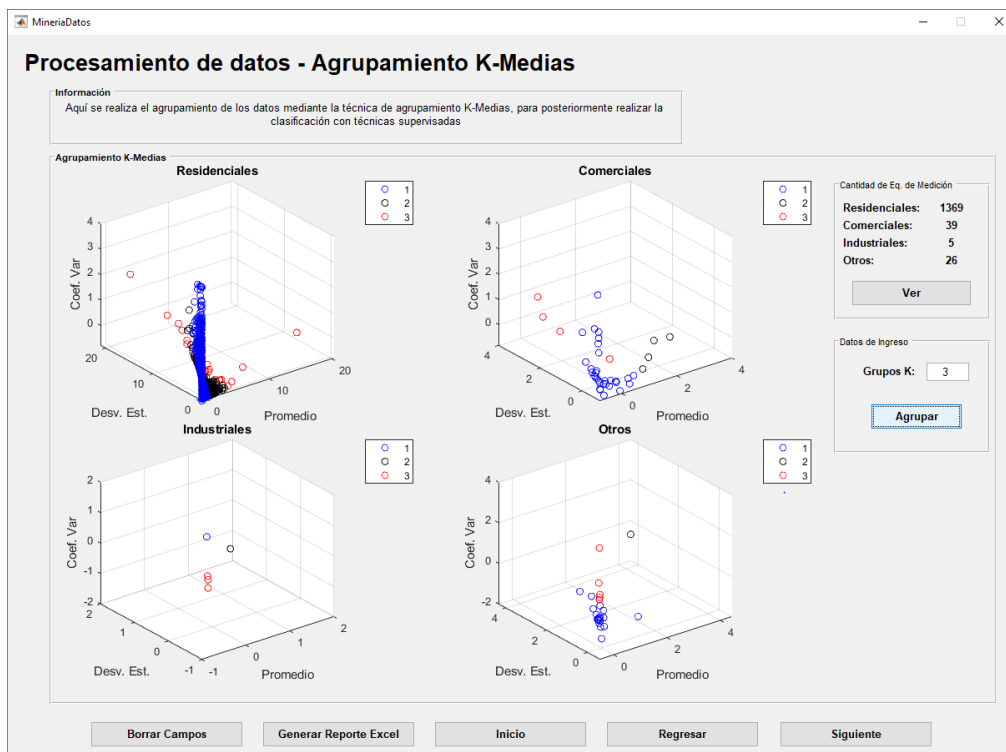 MineriaDatos
Procesamiento de datos - Agrupamiento K-Medias
Información
Aquí se realiza el agrupamiento de los datos mediante la técnica de agrupamiento K-Medias, para posteriormente realizar la
clasificación con técnicas supervisadas
Agrupamiento K-Medias
Residenciales
1
2
3
4
3
2
1
0
Coef. Var
20
10
0
Desv. Est.
0
10
20
Promedio
Comerciales
1
2
3
4
3
2
1
0
Coef. Var
4
2
0
Desv. Est.
0
2
4
Promedio
Industriales
1
2
3
2
1
0
-1
-2
Coef. Var
2
1
0
-1
Desv. Est.
-1
0
1
2
Promedio
Otros
1
2
3
4
2
0
-2
Coef. Var
4
2
0
Desv. Est.
0
2
4
Promedio
Cantidad de Eq. de Medición
Residenciales: 1369
Comerciales: 39
Industriales: 5
Otros: 26
Ver
Datos de Ingreso
Grupos K: 3
Agrupar
Borrar Campos
Generar Reporte Excel
Inicio
Regresar
Siguiente